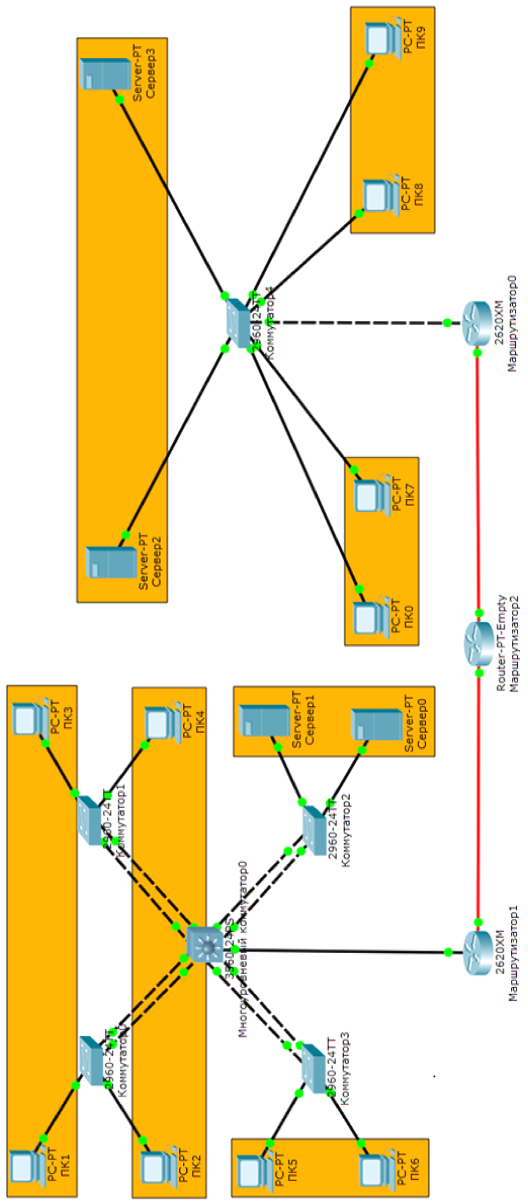 Server-PT
Сервер3
PC-PT
ПК9
PC-PT
ПК8
2960-24TT
Коммутатор4
2620XM
Маршрутизатор0
Server-PT
Сервер2
PC-PT
ПК7
PC-PT
ПК0
Router-PT-Empty
Маршрутизатор2
PC-PT
ПК3
PC-PT
ПК4
Server-PT
Сервер1
Server-PT
Сервер0
2960-24TT
Коммутатор1
2960-24TT
Коммутатор2
3560-24PS
Многоуровневый коммутатор0
2620XM
Маршрутизатор1
2960-24TT
Коммутатор0
2960-24TT
Коммутатор3
PC-PT
ПК1
PC-PT
ПК2
PC-PT
ПК5
PC-PT
ПК6